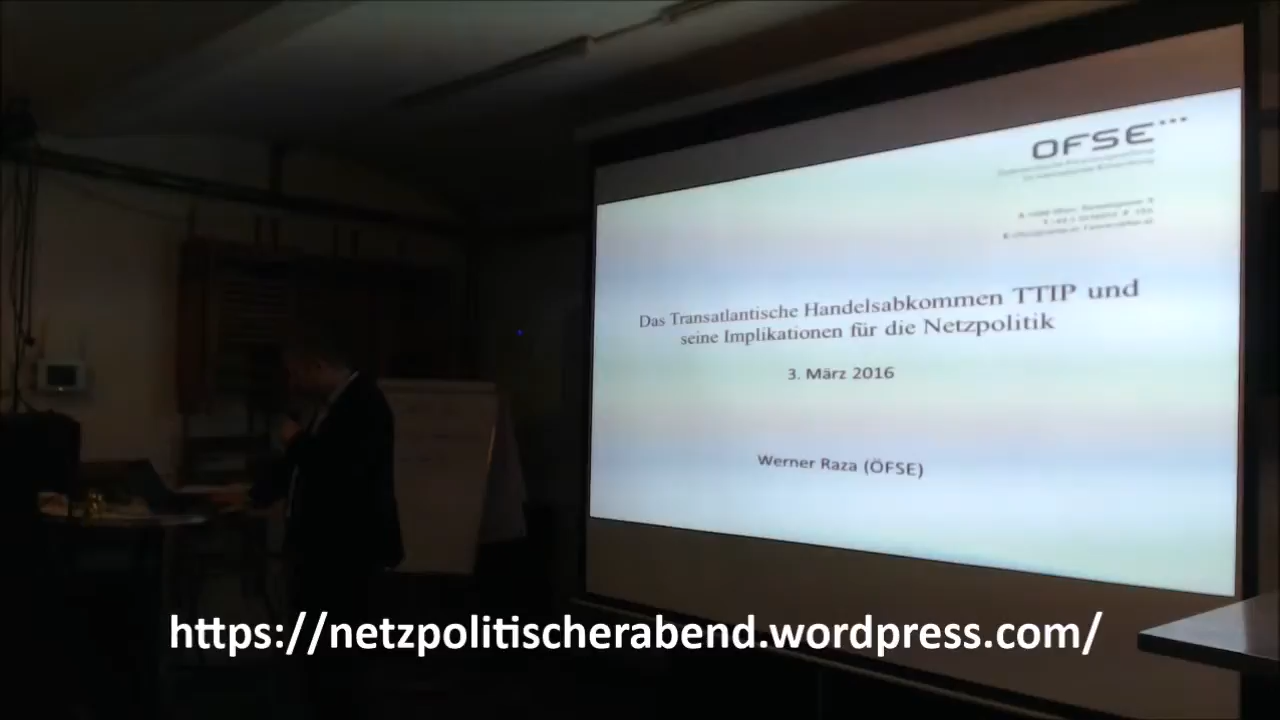 OFSE
Das Transatlantische Handelsabkommen TTIP und
seine Implikationen für die Netzpolitik
3. März 2016
Werner Raza (ÖFSE)
https://netzpolitischerabend.wordpress.com/